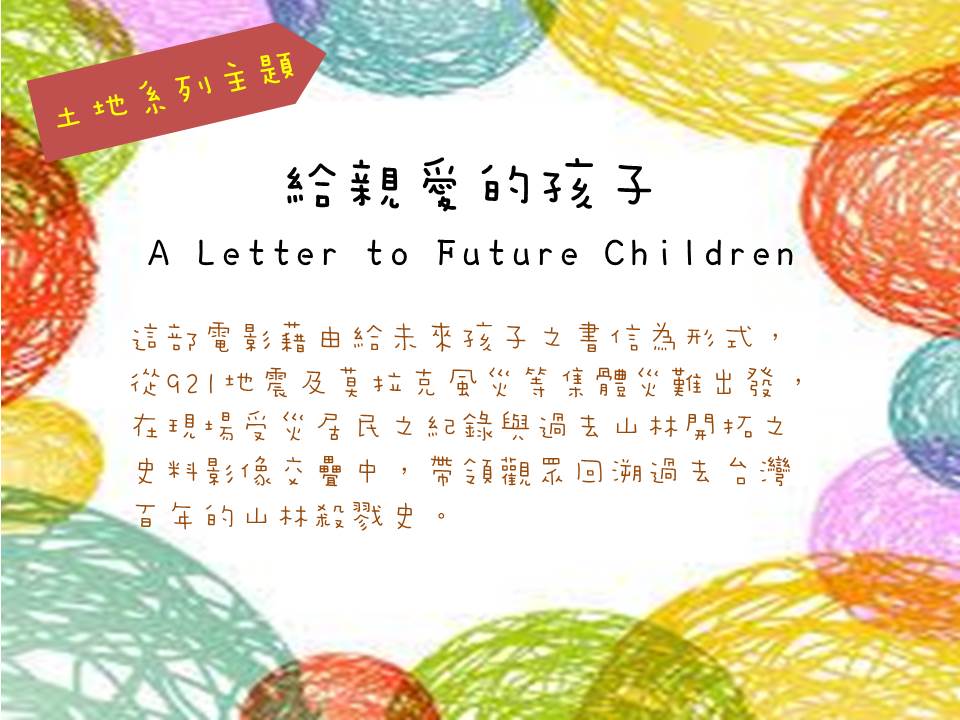 土地系列主題
給親愛的孩子
A Letter to Future Children
這部電影藉由給未來孩子之書信為形式，
從921地震及莫拉克風災等集體災難出發，
在現場受災居民之紀錄與過去山林開拓之
史料影像交疊中，帶領觀眾回溯過去台灣
百年的山林殺戮史。